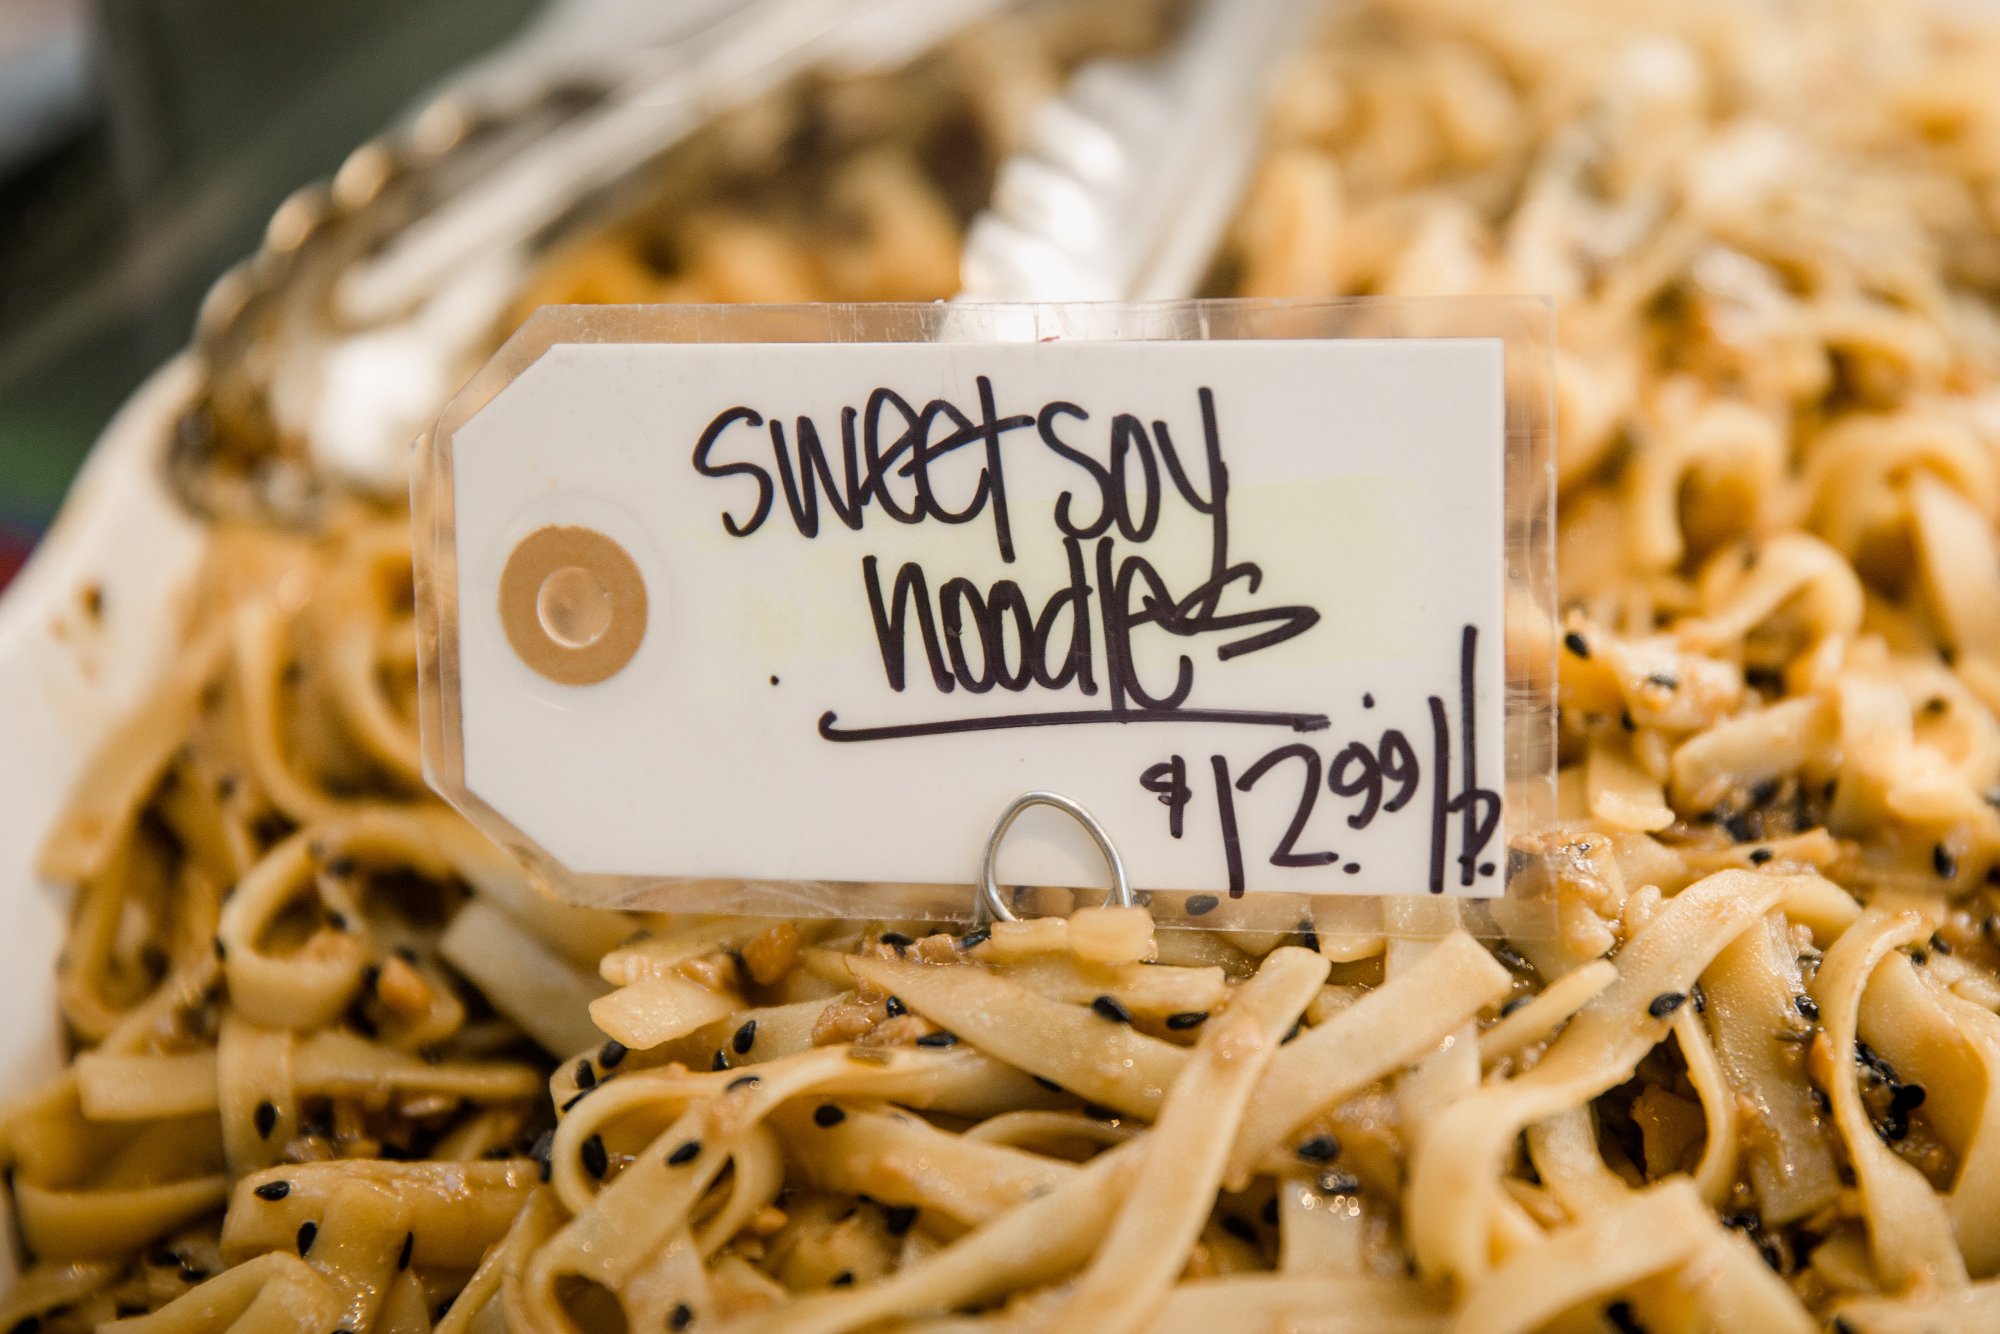 sweet soy
noodles
$12.99 lb.